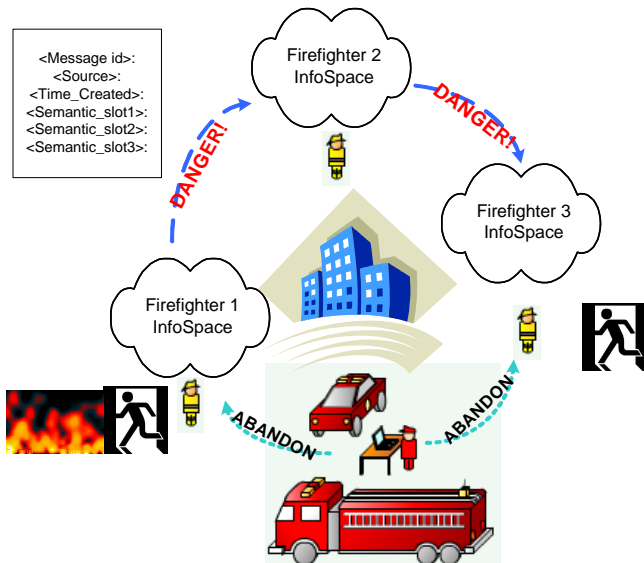 <Message id>:
<Source>:
<Time_Created>:
<Semantic_slot1>:
<Semantic_slot2>:
<Semantic_slot3>:
Firefighter 2
InfoSpace
DANGER!
DANGER!
Firefighter 3
InfoSpace
Firefighter 1
InfoSpace
ABANDON
ABANDON